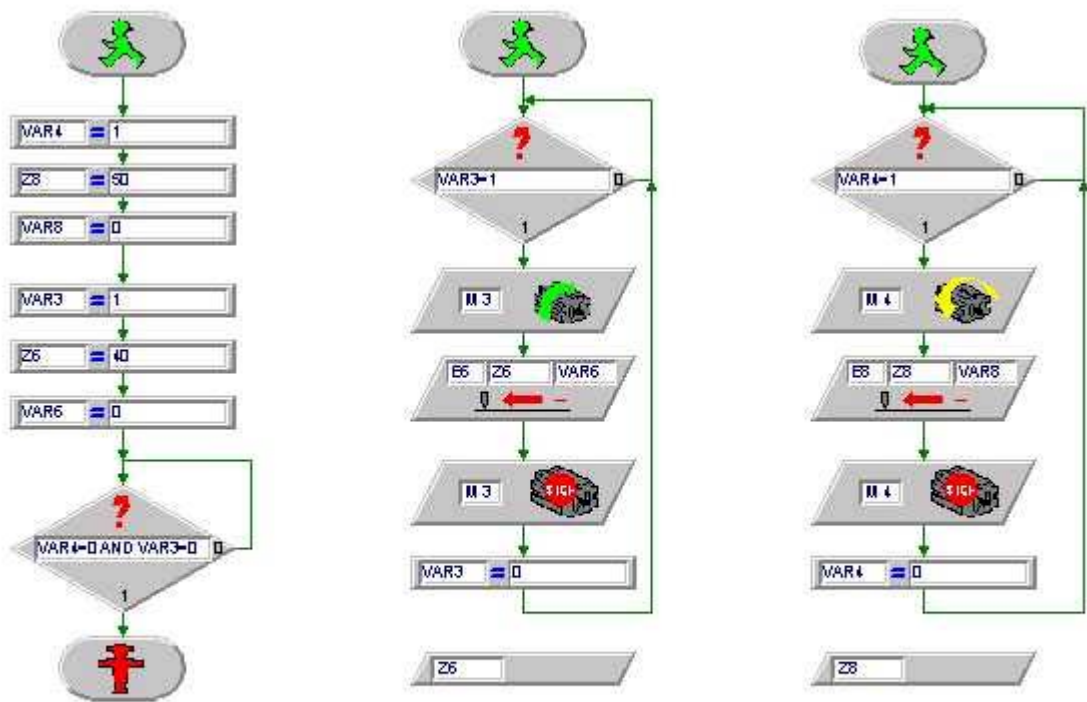 VAR4 = 1
Z8 = 50
VAR8 = 0
VAR3 = 1
Z6 = 40
VAR6 = 0
?
VAR4=0 AND VAR3=0 0
1
?
VAR3=1 0
1
M 3
E6 Z6 VAR6
M 3
VAR3 = 0
Z6
?
VAR4=1 0
1
M 4
E8 Z8 VAR8
M 4
VAR4 = 0
Z8